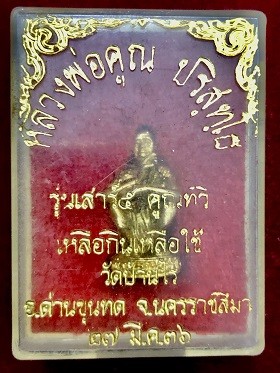 หลวงพ่อคูณ ปริสุทฺโธ
รุ่นเสาร์๕ คูณทวี
เหลือกินเหลือใช้
วัดบ้านไร่
อ.ด่านขุนทด จ.นครราชสีมา
๒๗ มี.ค.๓๖